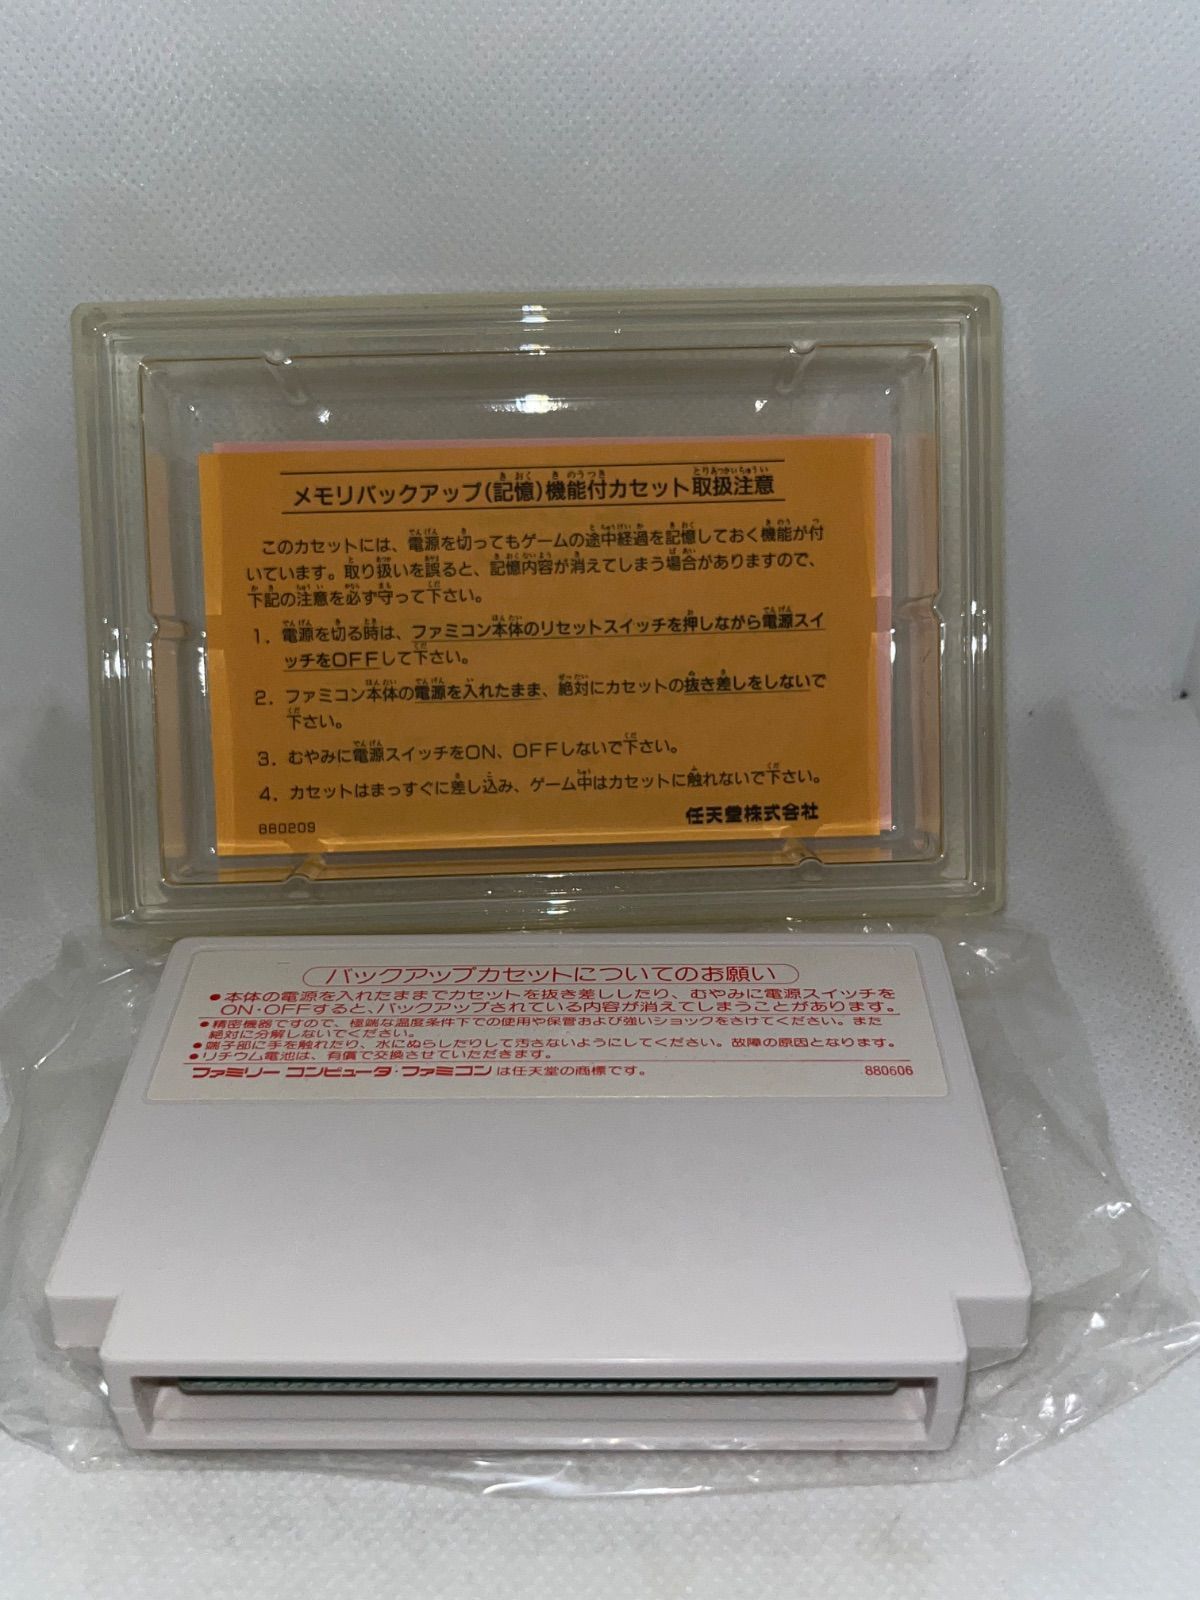 メモリバックアップ(記憶)機能付カセット取扱注意
このカセットには、電源を切ってもゲームの途中経過を記憶しておく機能が付
いています。取り扱いを誤ると、記憶内容が消えてしまう場合がありますので、
下記の注意を必ず守って下さい。
1. 電源を切る時は、ファミコン本体のリセットスイッチを押しながら電源スイ
ッチをOFFして下さい。
2. ファミコン本体の電源を入れたまま、絶対にカセットの抜き差しをしないで
下さい。
3. むやみに電源スイッチをON、OFFしないで下さい。
4. カセットはまっすぐに差し込み、ゲーム中はカセットに触れないで下さい。
880209 任天堂株式会社
バックアップカセットについてのお願い
●本体の電源を入れたままでカセットを抜き差ししたり、むやみに電源スイッチを
ON・OFFすると、バックアップされている内容が消えてしまうことがあります。
●精密機器ですので、極端な温度条件下での使用や保管および強いショックをさけてください。また
絶対に分解しないでください。
●端子部に手を触れたり、水にぬらしたりして汚さないようにしてください。故障の原因となります。
●リチウム電池は、有償で交換させていただきます。
ファミリー コンピュータ・ファミコン は任天堂の商標です。 880606